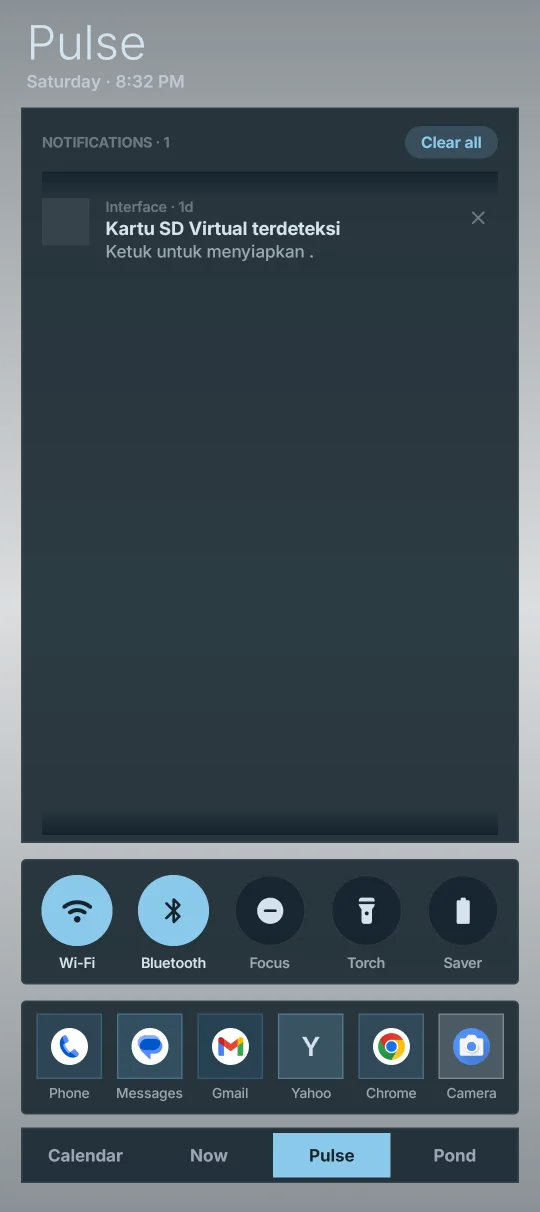 Pulse
Saturday · 8:32 PM
NOTIFICATIONS · 1
Clear all
Interface · 1d
Kartu SD Virtual terdeteksi
Ketuk untuk menyiapkan .
Wi-Fi
Bluetooth
Focus
Torch
Saver
Y
Phone
Messages
Gmail
Yahoo
Chrome
Camera
Calendar
Now
Pulse
Pond